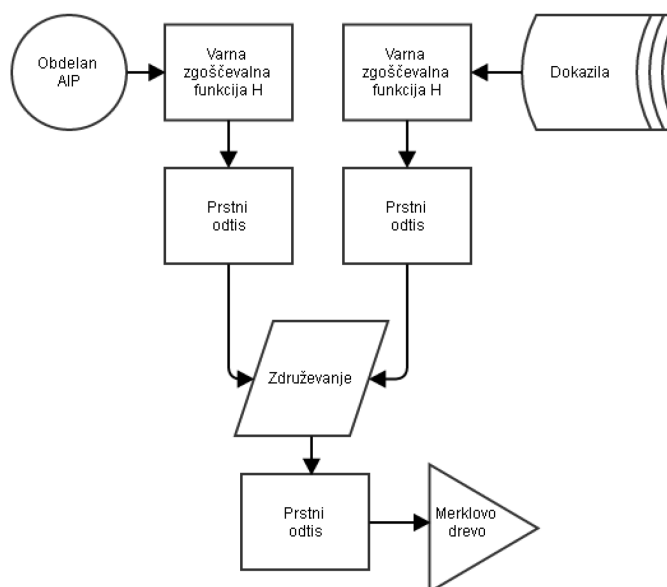 Obdelan
AIP
Varna
zgoščevalna
funkcija H
Varna
zgoščevalna
funkcija H
Dokazila
Prstni
odtis
Prstni
odtis
Združevanje
Prstni
odtis
Merklovo
drevo